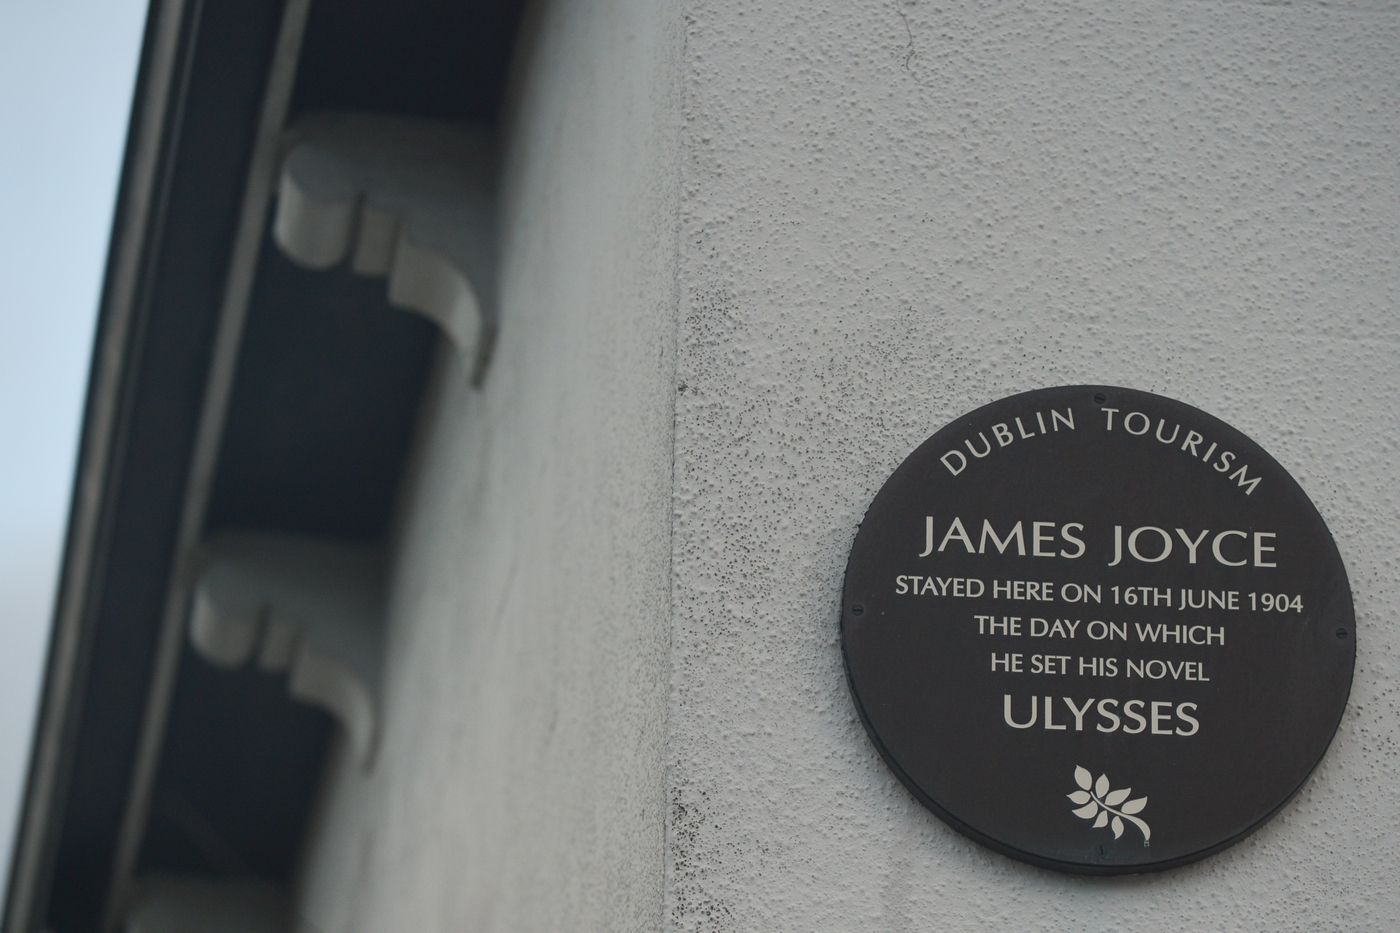 DUBLIN TOURISM
JAMES JOYCE
STAYED HERE ON 16TH JUNE 1904
THE DAY ON WHICH
HE SET HIS NOVEL
ULYSSES